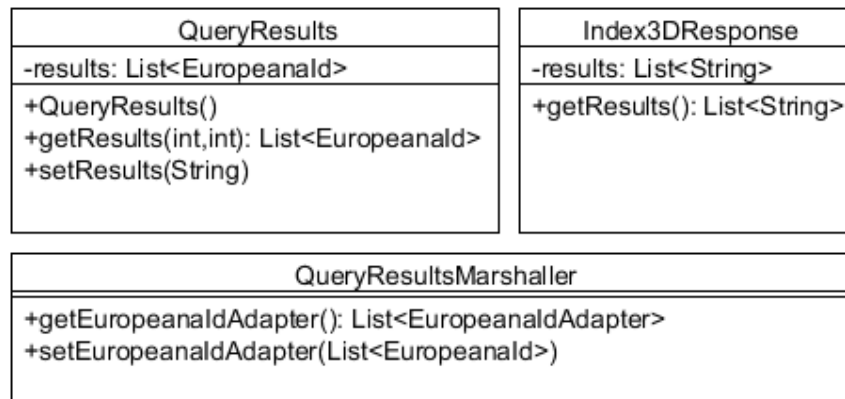 QueryResults
-results: List<EuropeanaId>
+QueryResults()
+getResults(int,int): List<EuropeanaId>
+setResults(String)
Index3DResponse
-results: List<String>
+getResults(): List<String>
QueryResultsMarshaller
+getEuropeanaIdAdapter(): List<EuropeanaIdAdapter>
+setEuropeanaIdAdapter(List<EuropeanaId>)